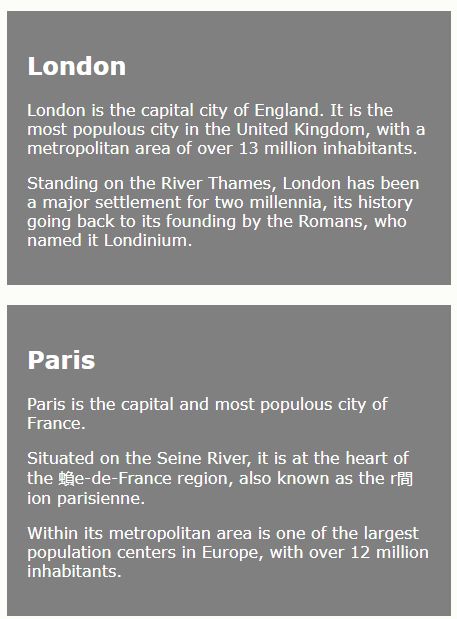 London
London is the capital city of England. It is the
most populous city in the United Kingdom, with a
metropolitan area of over 13 million inhabitants.
Standing on the River Thames, London has been
a major settlement for two millennia, its history
going back to its founding by the Romans, who
named it Londinium.
Paris
Paris is the capital and most populous city of
France.
Situated on the Seine River, it is at the heart of
the 蝜e-de-France region, also known as the r間
ion parisienne.
Within its metropolitan area is one of the largest
population centers in Europe, with over 12 million
inhabitants.